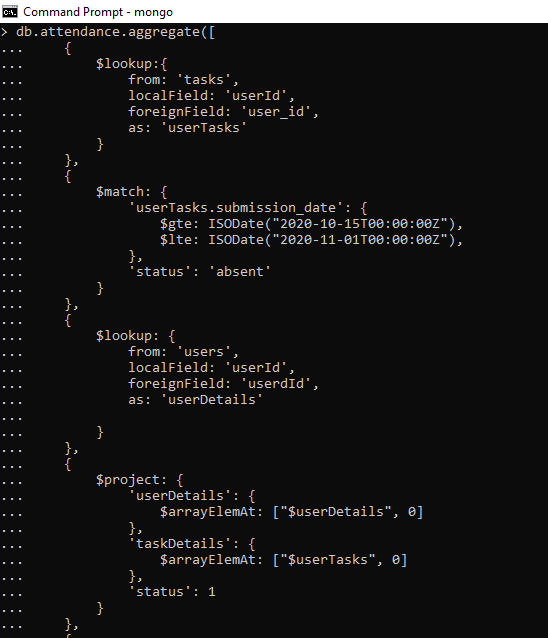 Command Prompt - mongo
> db.attendance.aggregate([
...     {
...         $lookup:{
...             from: 'tasks',
...             localField: 'userId',
...             foreignField: 'user_id',
...             as: 'userTasks'
...         }
...     },
...     {
...         $match: {
...             'userTasks.submission_date': {
...                 $gte: ISODate("2020-10-15T00:00:00Z"),
...                 $lte: ISODate("2020-11-01T00:00:00Z"),
...             },
...             'status': 'absent'
...         }
...     },
...     {
...         $lookup: {
...             from: 'users',
...             localField: 'userId',
...             foreignField: 'userdId',
...             as: 'userDetails'
...
...         }
...     },
...     {
...         $project: {
...             'userDetails': {
...                 $arrayElemAt: ["$userDetails", 0]
...             },
...             'taskDetails': {
...                 $arrayElemAt: ["$userTasks", 0]
...             },
...             'status': 1
...         }
...     },
...     {